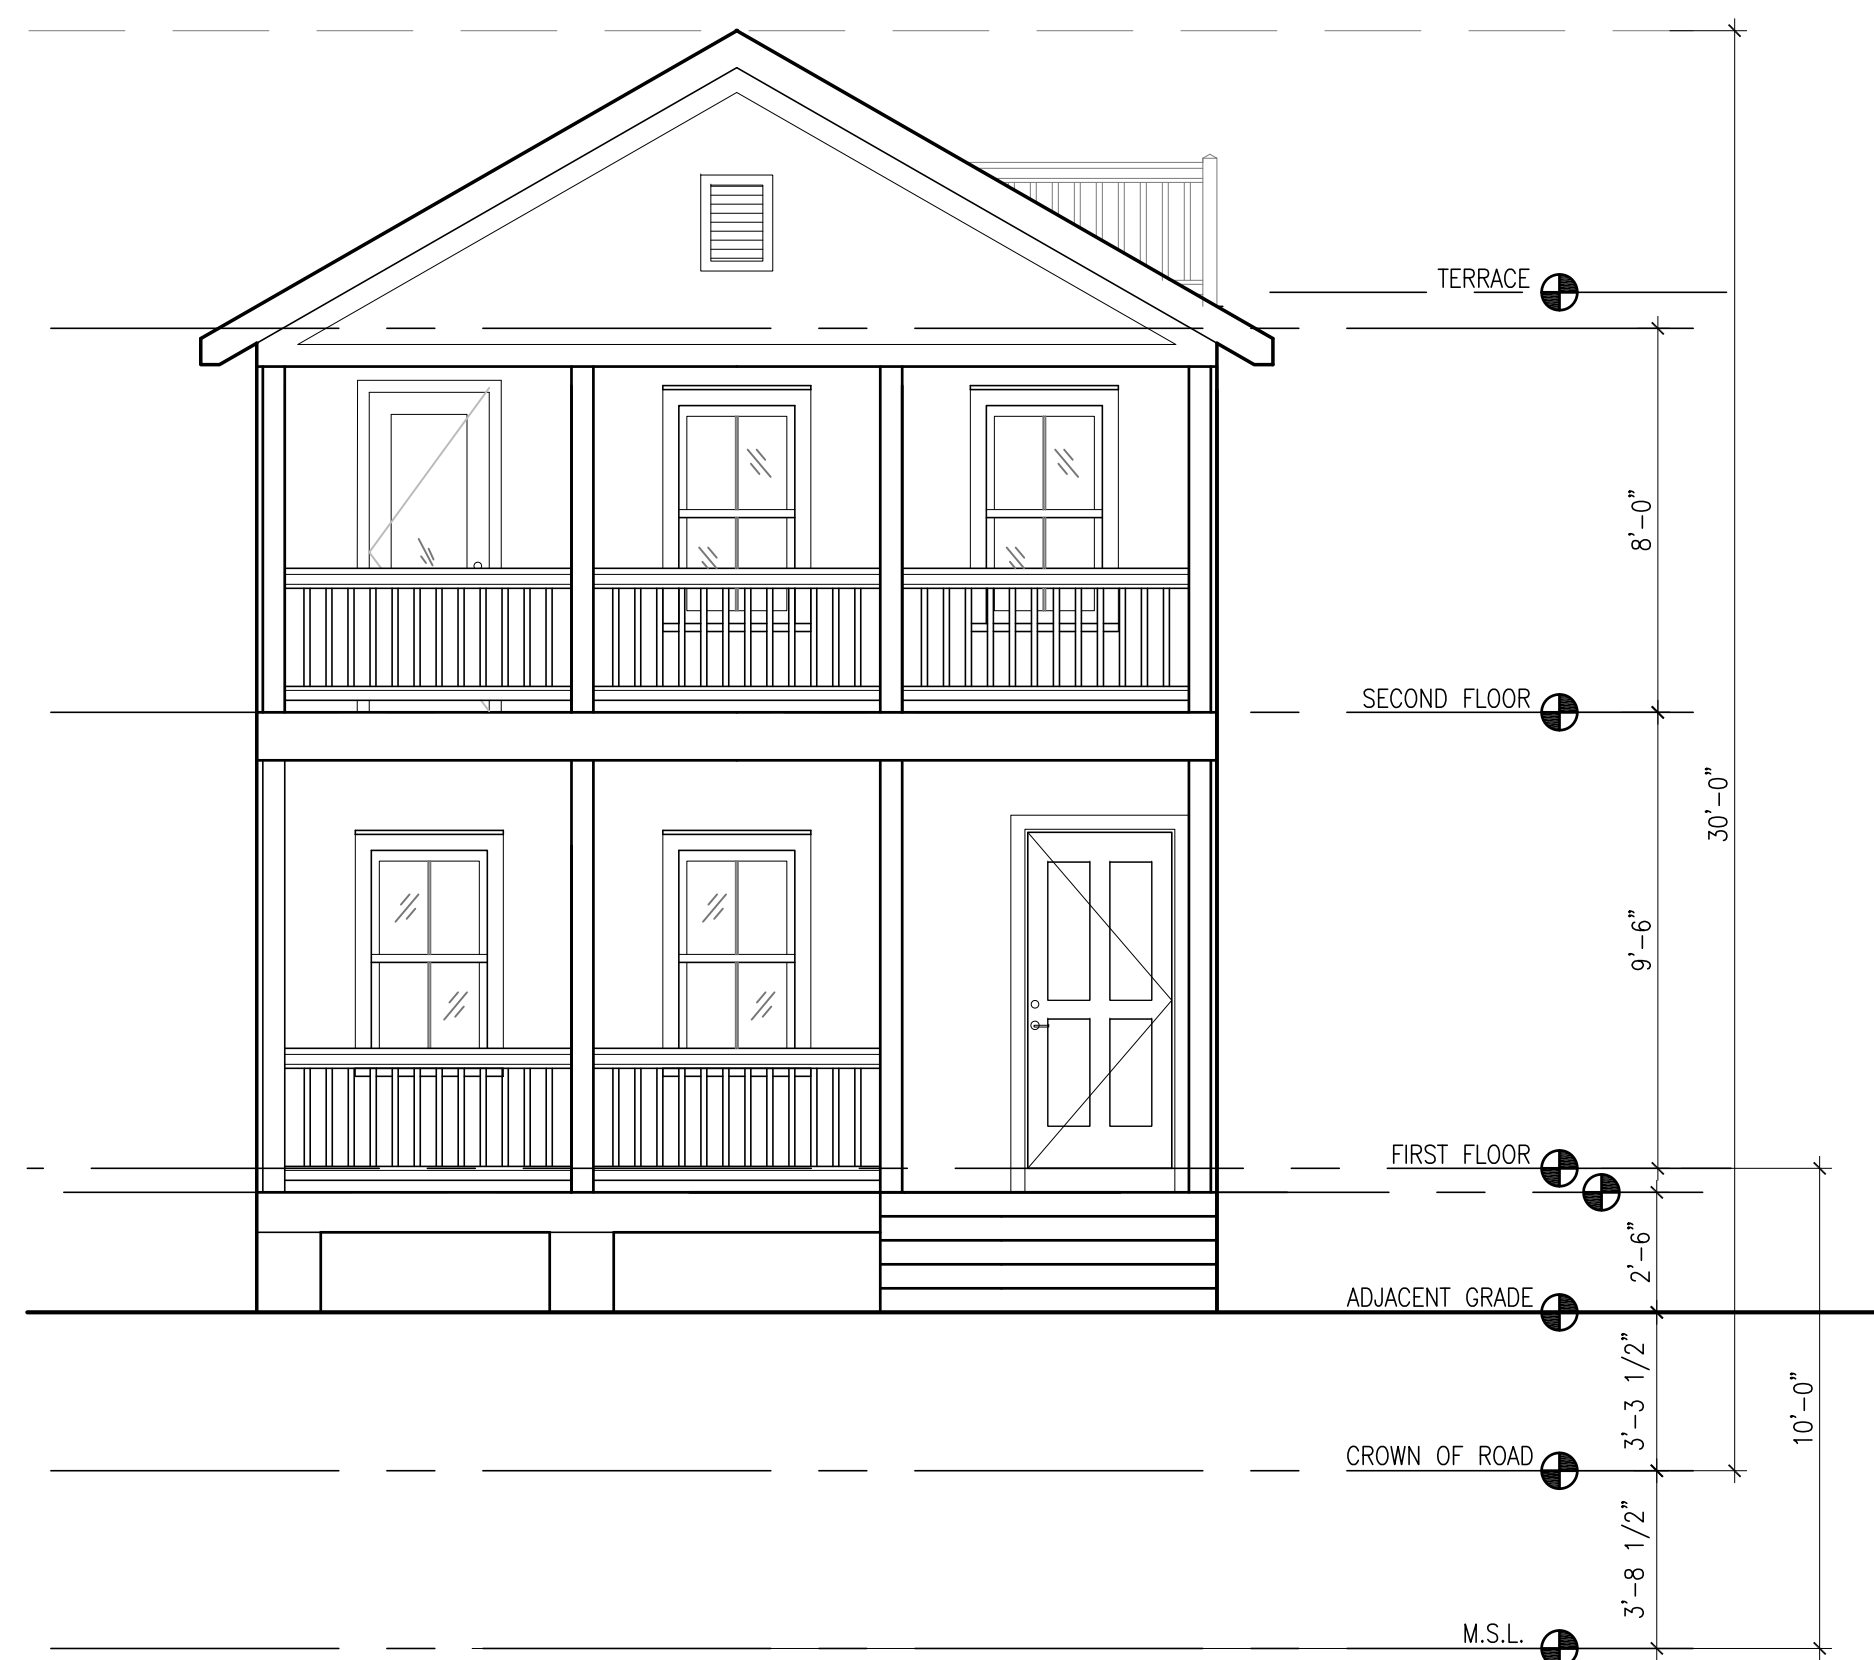 TERRACE
8'-0"
SECOND FLOOR
30'-0"
9'-6"
FIRST FLOOR
2'-6"
ADJACENT GRADE
3'-3 1/2"
10'-0"
CROWN OF ROAD
3'-8 1/2"
M.S.L.